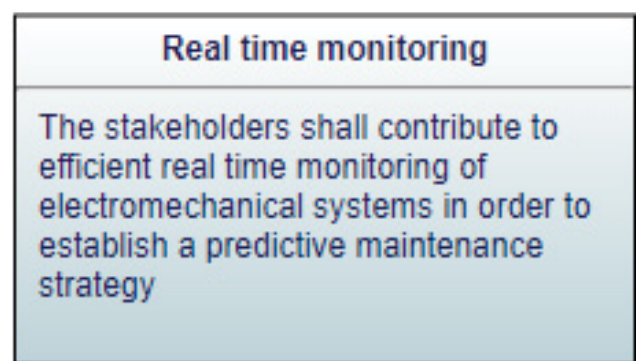 Real time monitoring
The stakeholders shall contribute to
efficient real time monitoring of
electromechanical systems in order to
establish a predictive maintenance
strategy